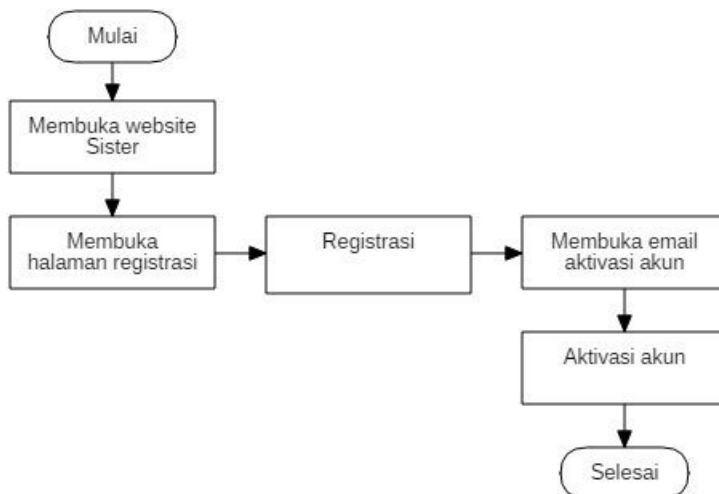 Mulai
Membuka website
Sister
Membuka
halaman registrasi
Registrasi
Membuka email
aktivasi akun
Aktivasi akun
Selesai